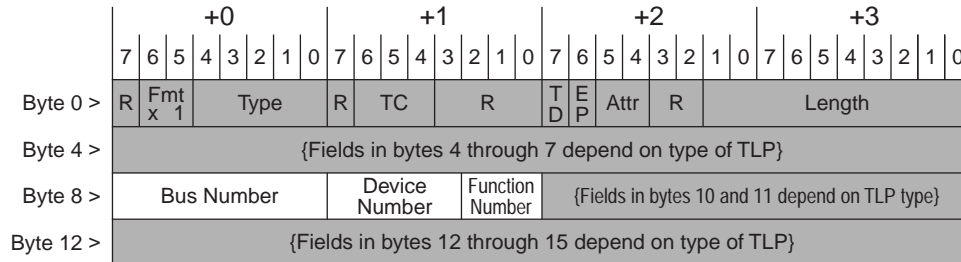 +0 +1 +2 +3
7 6 5 4 3 2 1 0 7 6 5 4 3 2 1 0 7 6 5 4 3 2 1 0 7 6 5 4 3 2 1 0
Byte 0 > R Fmt x 1 Type R TC R TD EP Attr R Length
Byte 4 > {Fields in bytes 4 through 7 depend on type of TLP}
Byte 8 > Bus Number Device Number Function Number {Fields in bytes 10 and 11 depend on TLP type}
Byte 12 > {Fields in bytes 12 through 15 depend on type of TLP}